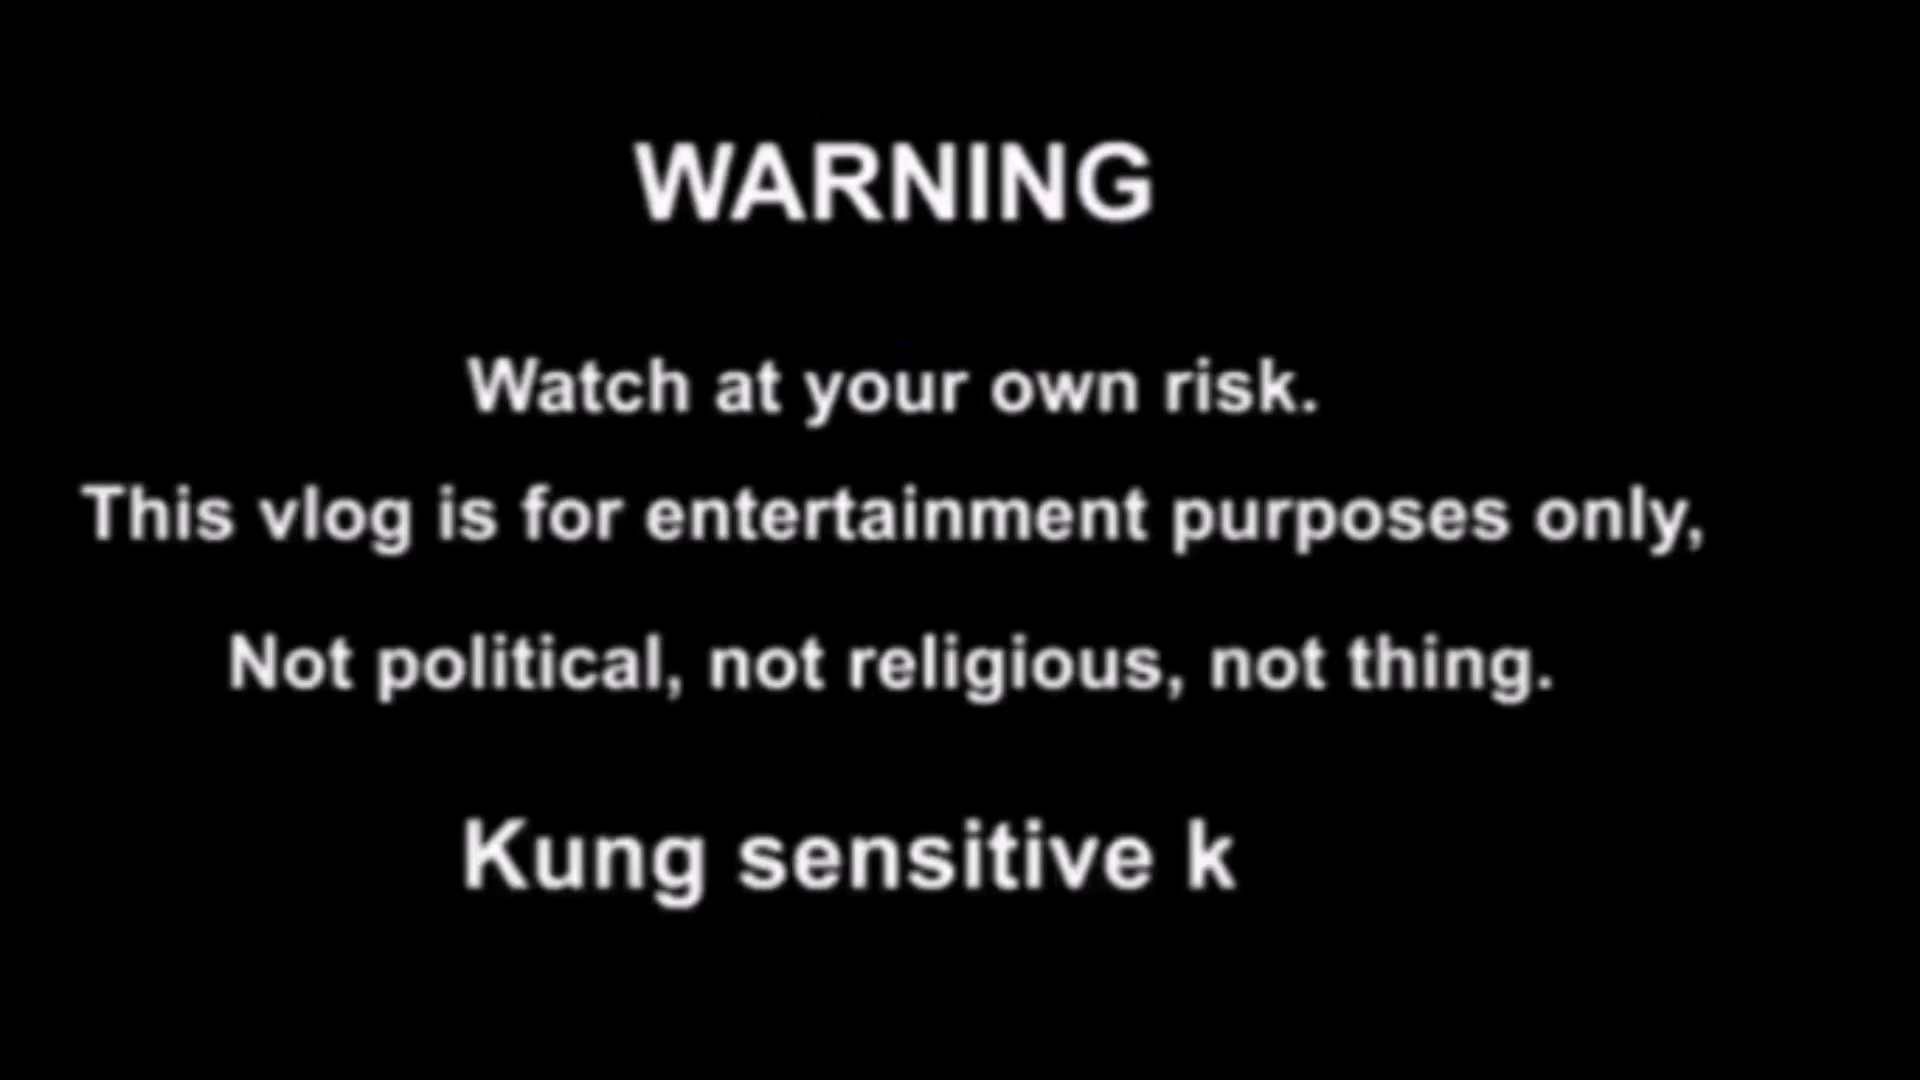 WARNING
Watch at your own risk.
This vlog is for entertainment purposes only,
Not political, not religious, not thing.
Kung sensitive k